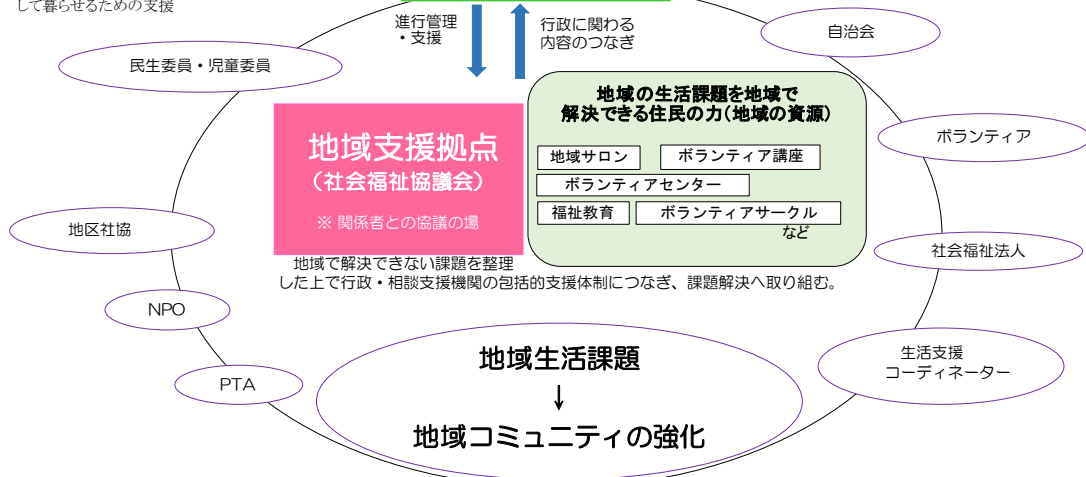 して暮らせるための支援
進行管理
・支援
行政に関わる
内容のつなぎ
自治会
民生委員・児童委員
地域の生活課題を地域で
解決できる住民の力(地域の資源)
ボランティア
地域支援拠点
(社会福祉協議会)
※ 関係者との協議の場
地域サロン
ボランティア講座
ボランティアセンター
福祉教育
ボランティアサークル
など
地区社協
社会福祉法人
地域で解決できない課題を整理
した上で行政・相談支援機関の包括的支援体制につなぎ、課題解決へ取り組む。
NPO
PTA
生活支援
コーディネーター
地域生活課題
↓
地域コミュニティの強化